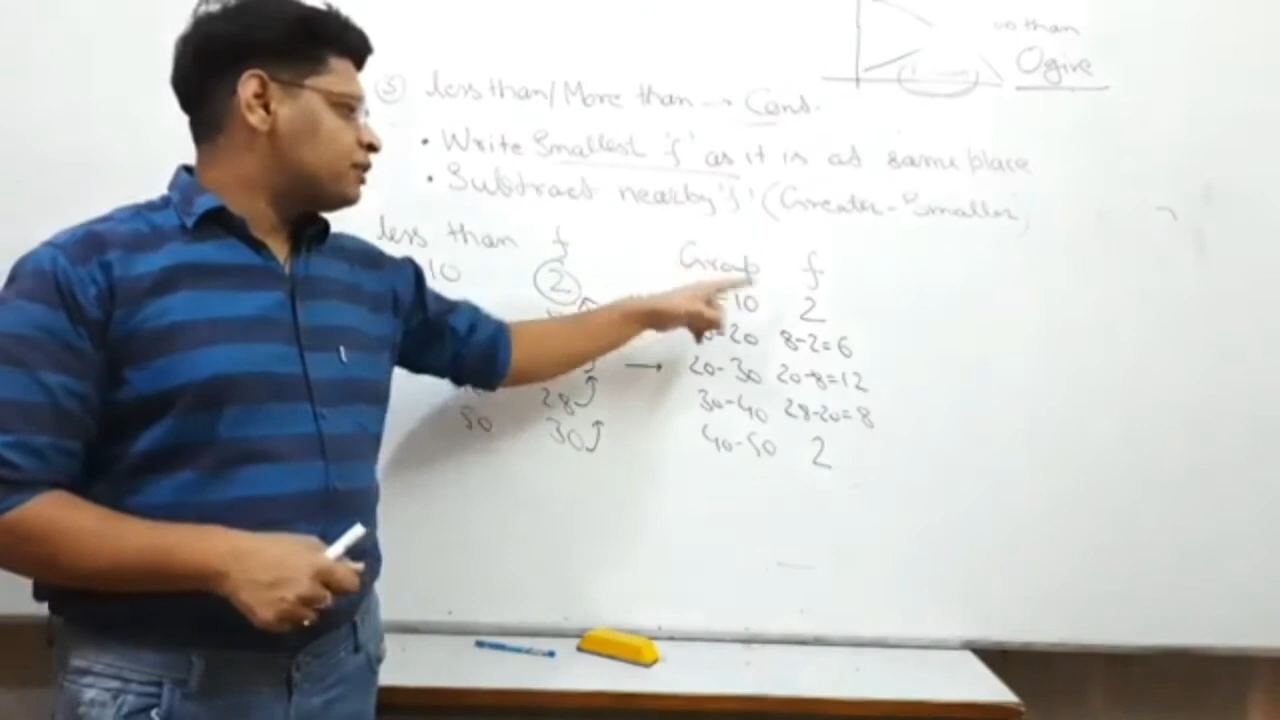 than
Ogive
5 less than/More than → Cont.
• Write Smallest 'f' as it is at same place
• Subtract nearby 'f' (Greater - Smaller)
less than f
10 2
28
50 30
Group f
-10 2
-20 8-2=6
→ 20-30 20-8=12
30-40 28-20=8
40-50 2